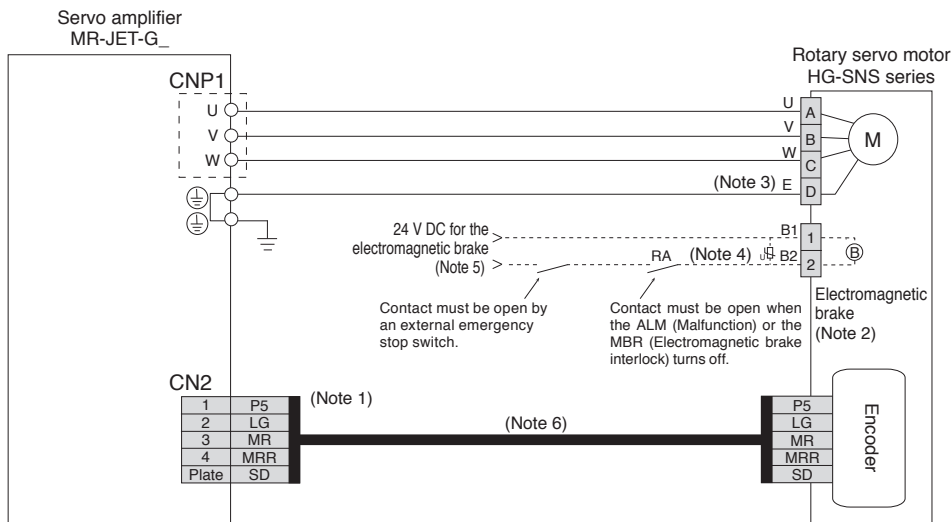 Servo amplifier
MR-JET-G_
Rotary servo motor
HG-SNS series
CNP1
U
V
W
U
V
W
(Note 3) E
A
B
C
D
M
24 V DC for the
electromagnetic brake
(Note 5)
RA
(Note 4)
U
B1
B2
1
2
B
Contact must be open by
an external emergency
stop switch.
Contact must be open when
the ALM (Malfunction) or the
MBR (Electromagnetic brake
interlock) turns off.
Electromagnetic
brake
(Note 2)
CN2
1 P5
2 LG
3 MR
4 MRR
Plate SD
(Note 1)
(Note 6)
P5
LG
MR
MRR
SD
Encoder